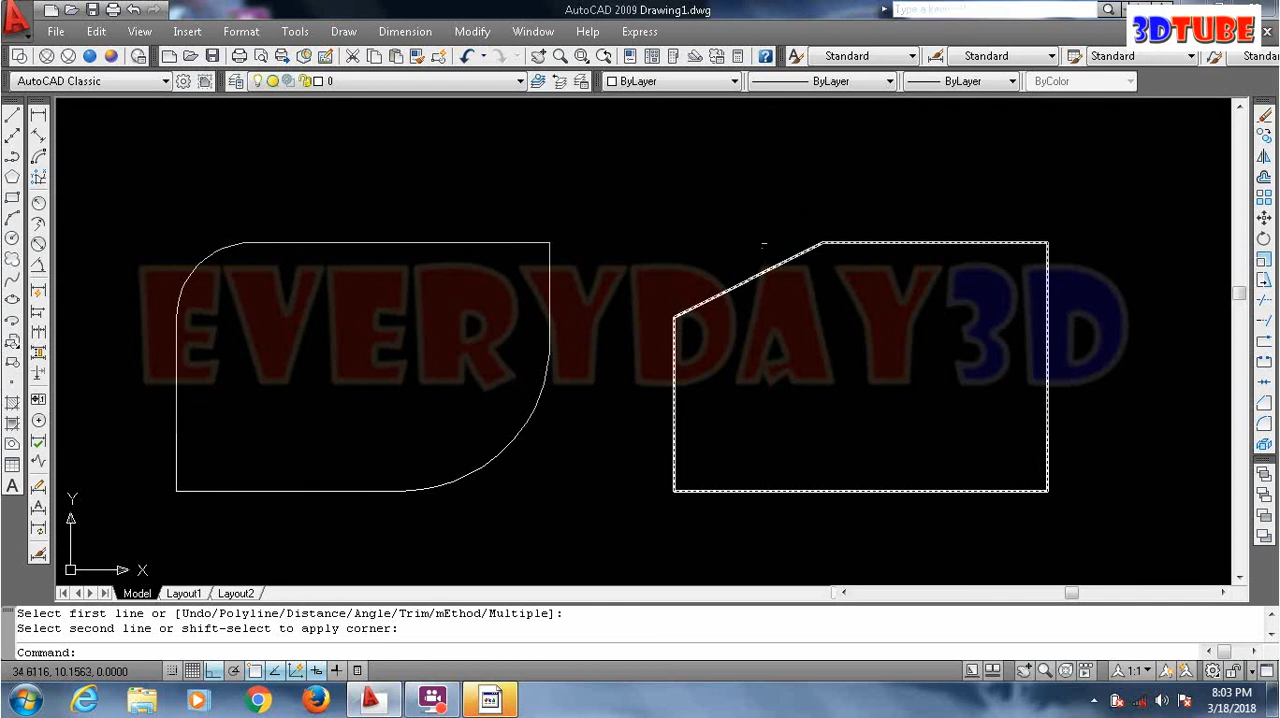 AutoCAD 2009 Drawing1.dwg
Type a key
3DTUBE
File Edit View Insert Format Tools Draw Dimension Modify Help Express
Standard Standard Standard
AutoCAD Classic 0 ByLayer ByLayer ByLayer ByColor
EVERYDAY3D
A
A
Y
X
Model Layout1 Layout2
Select first line or [Undo/Polyline/Distance/Angle/Trim/mEthod/Multiple]:
Select second line or shift-select to apply corner:
Command:
34.6116, 10.1562, 0.0000 1:1
8:03 PM
3/18/2018